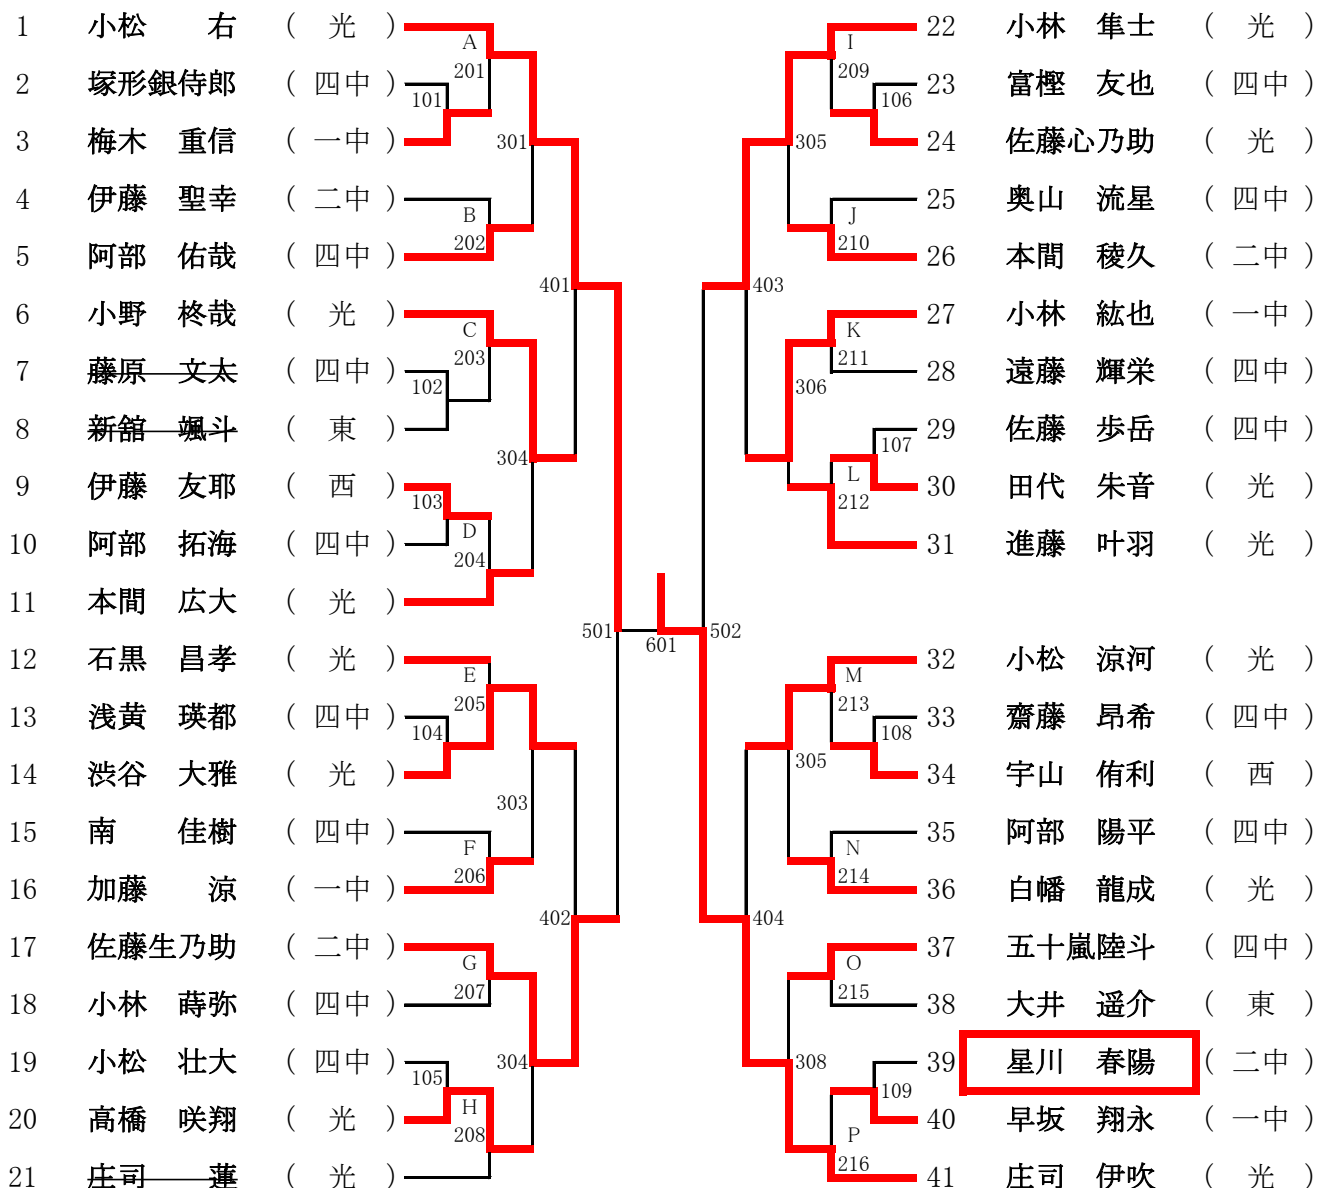 1 小松 右 ( 光 )
2 塚形銀侍郎 ( 四中 )
3 梅木 重信 ( 一中 )
4 伊藤 聖幸 ( 二中 )
5 阿部 佑哉 ( 四中 )
6 小野 柊哉 ( 光 )
7 藤原 文太 ( 四中 )
8 新舘 颯斗 ( 東 )
9 伊藤 友耶 ( 西 )
10 阿部 拓海 ( 四中 )
11 本間 広大 ( 光 )
12 石黒 昌孝 ( 光 )
13 浅黄 瑛都 ( 四中 )
14 渋谷 大雅 ( 光 )
15 南 佳樹 ( 四中 )
16 加藤 涼 ( 一中 )
17 佐藤生乃助 ( 二中 )
18 小林 蒔弥 ( 四中 )
19 小松 壮大 ( 四中 )
20 高橋 咲翔 ( 光 )
21 庄司 蓮 ( 光 )
A
201
101
301
B
202
401
C
203
102
304
103
D
204
501
601
502
E
205
104
303
F
206
402
G
207
304
105
H
208
I
209
106
305
J
210
403
K
211
306
107
L
212
M
213
108
305
N
214
404
O
215
308
109
P
216
22 小林 隼士 ( 光 )
23 富樫 友也 ( 四中 )
24 佐藤心乃助 ( 光 )
25 奥山 流星 ( 四中 )
26 本間 稜久 ( 二中 )
27 小林 紘也 ( 一中 )
28 遠藤 輝栄 ( 四中 )
29 佐藤 歩岳 ( 四中 )
30 田代 朱音 ( 光 )
31 進藤 叶羽 ( 光 )
32 小松 涼河 ( 光 )
33 齋藤 昂希 ( 四中 )
34 宇山 侑利 ( 西 )
35 阿部 陽平 ( 四中 )
36 白幡 龍成 ( 光 )
37 五十嵐陸斗 ( 四中 )
38 大井 遥介 ( 東 )
39 星川 春陽 ( 二中 )
40 早坂 翔永 ( 一中 )
41 庄司 伊吹 ( 光 )